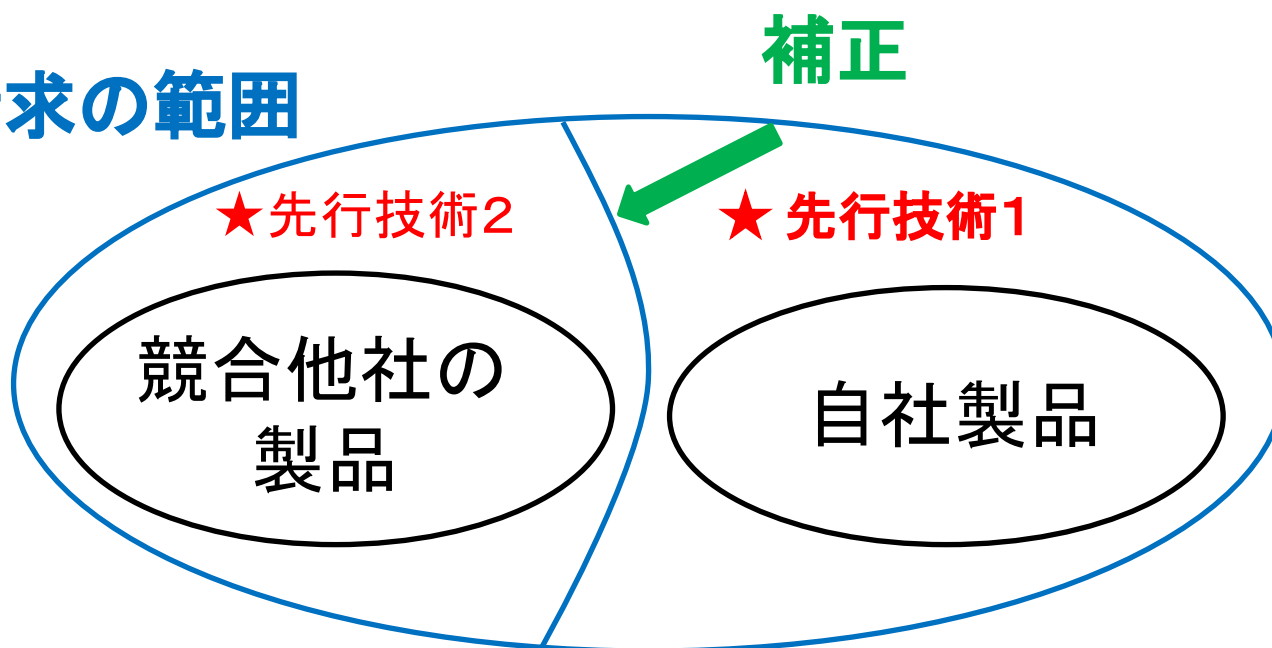 補正
求の範囲
★先行技術2
★先行技術1
競合他社の
製品
自社製品